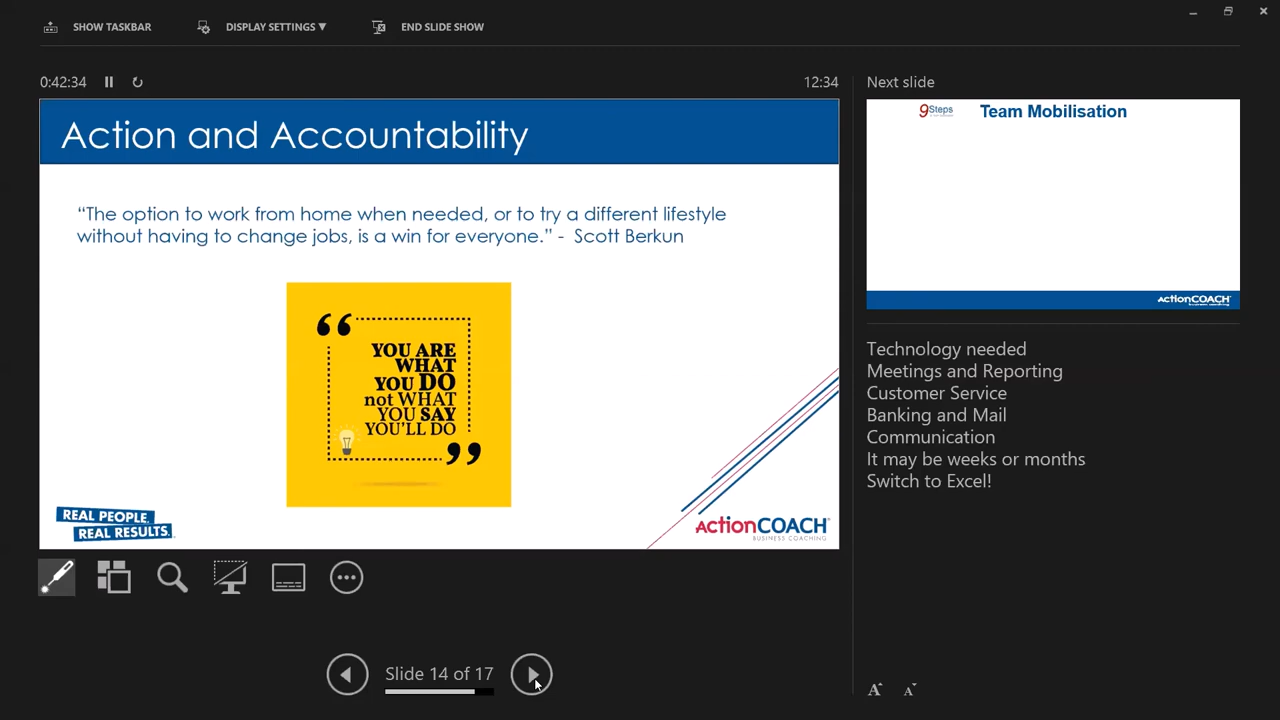 SHOW TASKBAR
DISPLAY SETTINGS ▼
END SLIDE SHOW
0:42:34
12:34
Next slide
Action and Accountability
“The option to work from home when needed, or to try a different lifestyle
without having to change jobs, is a win for everyone.” - Scott Berkun
“
YOU ARE
WHAT
YOU DO
not WHAT
YOU SAY
YOU'LL DO
”
REAL PEOPLE,
REAL RESULTS.
ActionCOACH
BUSINESS COACHING
9 Steps
Team Mobilisation
ActionCOACH
Technology needed
Meetings and Reporting
Customer Service
Banking and Mail
Communication
It may be weeks or months
Switch to Excel!
Slide 14 of 17
A A